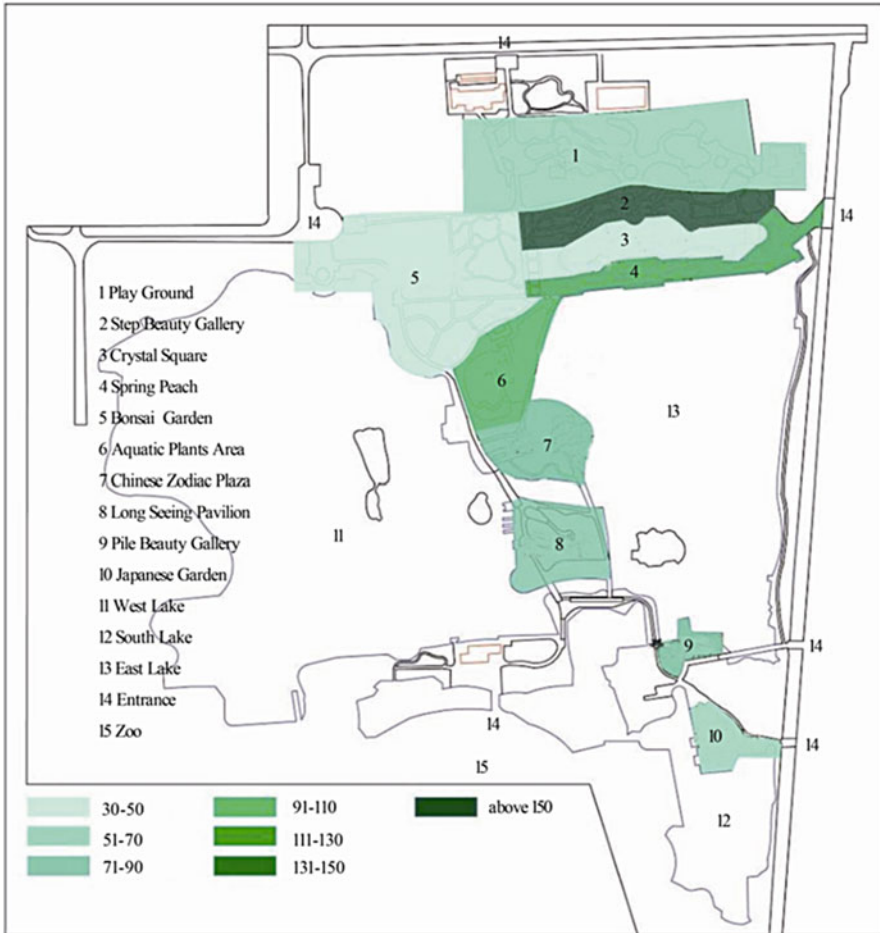 14
1
2
14
14
3
4
5
1 Play Ground
2 Step Beauty Gallery
3 Crystal Square
4 Spring Peach
5 Bonsai Garden
6 Aquatic Plants Area
7 Chinese Zodiac Plaza
8 Long Seeing Pavilion
9 Pile Beauty Gallery
10 Japanese Garden
11 West Lake
12 South Lake
13 East Lake
14 Entrance
15 Zoo
6
13
7
11
8
9
14
14
10
14
15
12
30-50
51-70
71-90
91-110
111-130
131-150
above 150